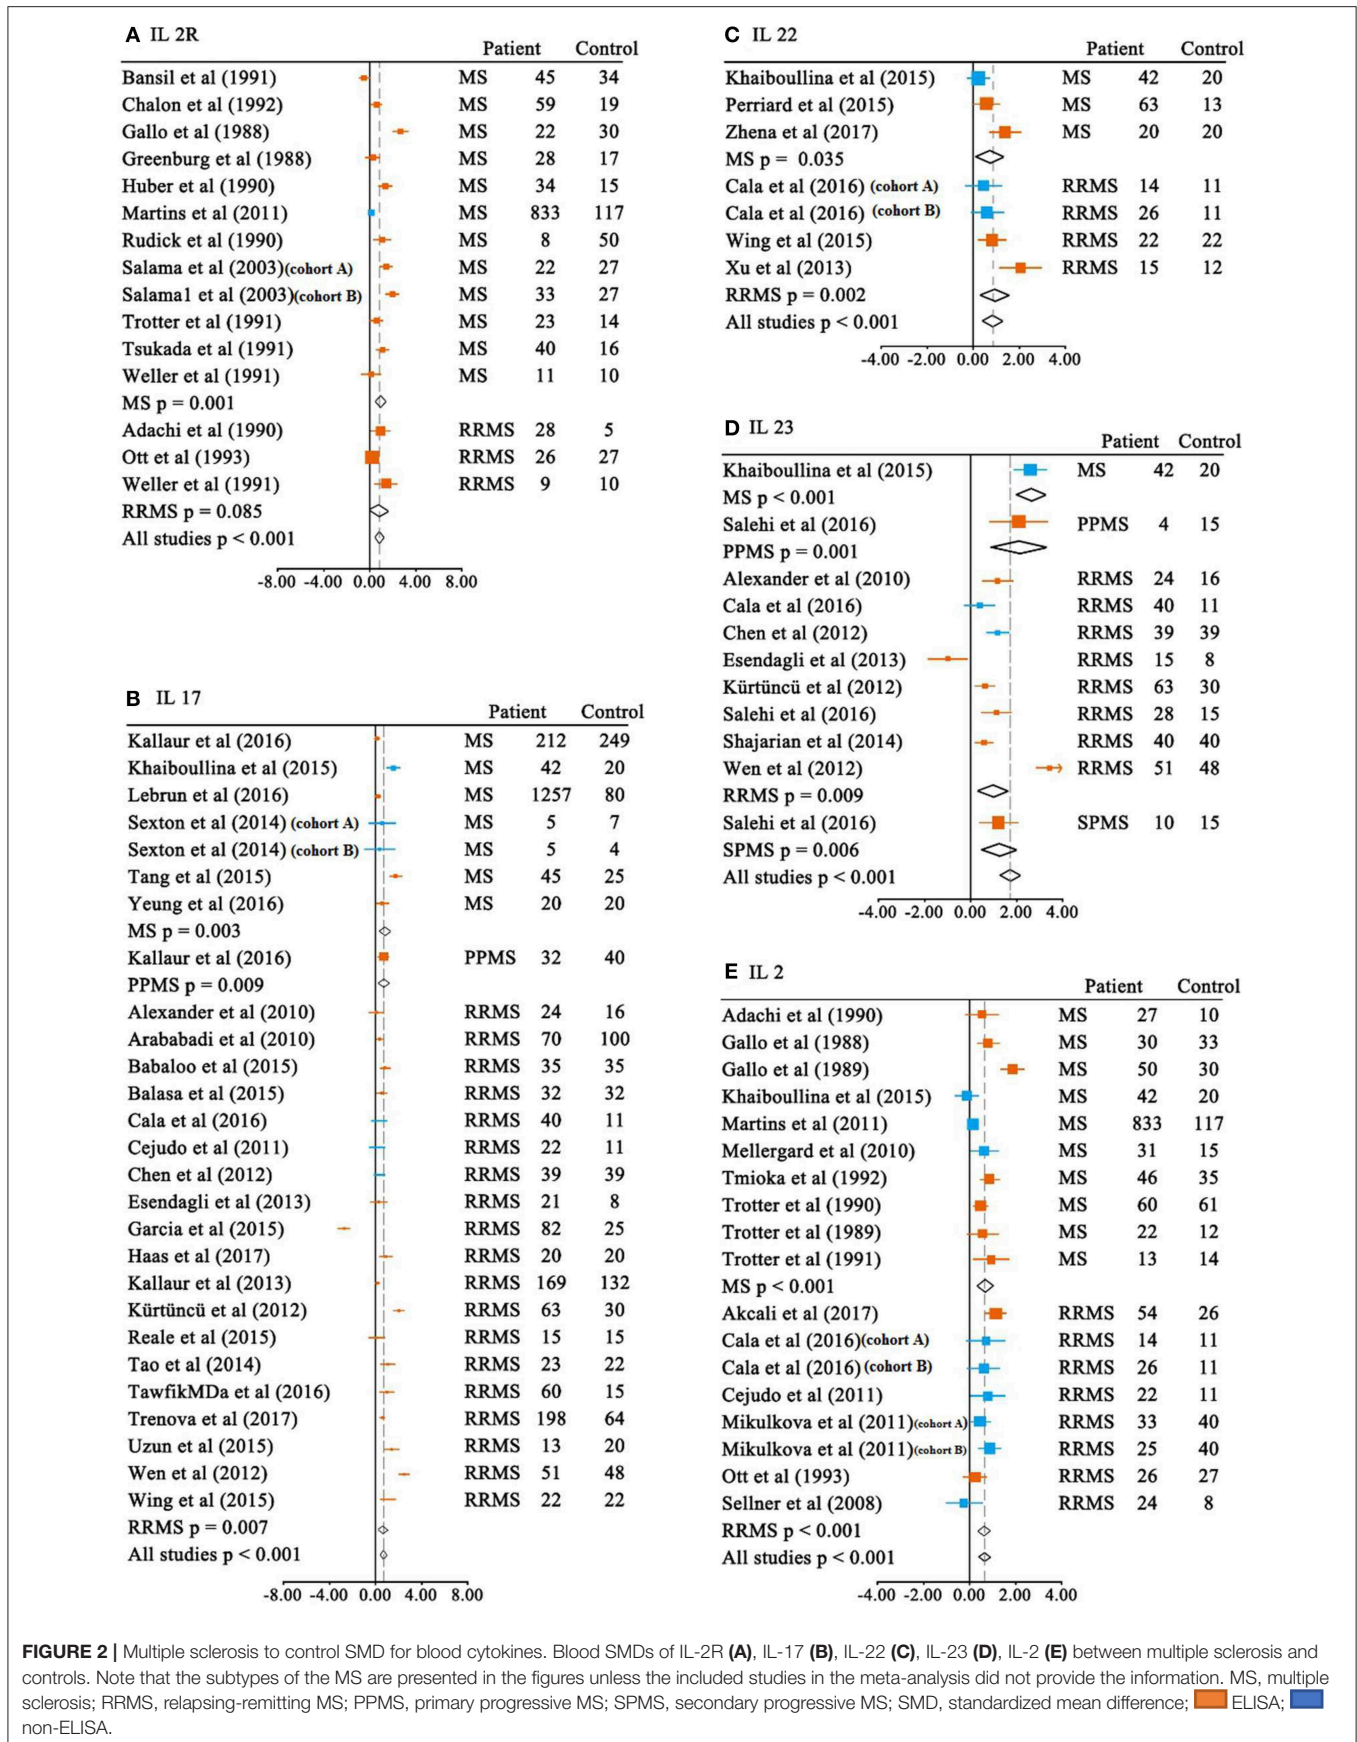 A IL 2R
Patient Control
Bansil et al (1991) MS 45 34
Chalon et al (1992) MS 59 19
Gallo et al (1988) MS 22 30
Greenburg et al (1988) MS 28 17
Huber et al (1990) MS 34 15
Martins et al (2011) MS 833 117
Rudick et al (1990) MS 8 50
Salama et al (2003)(cohort A) MS 22 27
Salama1 et al (2003)(cohort B) MS 33 27
Trotter et al (1991) MS 23 14
Tsukada et al (1991) MS 40 16
Weller et al (1991) MS 11 10
MS p = 0.001
Adachi et al (1990) RRMS 28 5
Ott et al (1993) RRMS 26 27
Weller et al (1991) RRMS 9 10
RRMS p = 0.085
All studies p < 0.001
-8.00 -4.00 0.00 4.00 8.00
B IL 17
Patient Control
Kallaur et al (2016) MS 212 249
Khaiboullina et al (2015) MS 42 20
Lebrun et al (2016) MS 1257 80
Sexton et al (2014) (cohort A) MS 5 7
Sexton et al (2014) (cohort B) MS 5 4
Tang et al (2015) MS 45 25
Yeung et al (2016) MS 20 20
MS p = 0.003
Kallaur et al (2016) PPMS 32 40
PPMS p = 0.009
Alexander et al (2010) RRMS 24 16
Arababadi et al (2010) RRMS 70 100
Babaloo et al (2015) RRMS 35 35
Balasa et al (2015) RRMS 32 32
Cala et al (2016) RRMS 40 11
Cejudo et al (2011) RRMS 22 11
Chen et al (2012) RRMS 39 39
Esendagli et al (2013) RRMS 21 8
Garcia et al (2015) RRMS 82 25
Haas et al (2017) RRMS 20 20
Kallaur et al (2013) RRMS 169 132
Kürtüncü et al (2012) RRMS 63 30
Reale et al (2015) RRMS 15 15
Tao et al (2014) RRMS 23 22
TawfikMDa et al (2016) RRMS 60 15
Trenova et al (2017) RRMS 198 64
Uzun et al (2015) RRMS 13 20
Wen et al (2012) RRMS 51 48
Wing et al (2015) RRMS 22 22
RRMS p = 0.007
All studies p < 0.001
-8.00 -4.00 0.00 4.00 8.00
C IL 22
Patient Control
Khaiboullina et al (2015) MS 42 20
Perriard et al (2015) MS 63 13
Zhena et al (2017) MS 20 20
MS p = 0.035
Cala et al (2016) (cohort A) RRMS 14 11
Cala et al (2016) (cohort B) RRMS 26 11
Wing et al (2015) RRMS 22 22
Xu et al (2013) RRMS 15 12
RRMS p = 0.002
All studies p < 0.001
-4.00 -2.00 0.00 2.00 4.00
D IL 23
Patient Control
Khaiboullina et al (2015) MS 42 20
MS p < 0.001
Salehi et al (2016) PPMS 4 15
PPMS p = 0.001
Alexander et al (2010) RRMS 24 16
Cala et al (2016) RRMS 40 11
Chen et al (2012) RRMS 39 39
Esendagli et al (2013) RRMS 15 8
Kürtüncü et al (2012) RRMS 63 30
Salehi et al (2016) RRMS 28 15
Shajarian et al (2014) RRMS 40 40
Wen et al (2012) RRMS 51 48
RRMS p = 0.009
Salehi et al (2016) SPMS 10 15
SPMS p = 0.006
All studies p < 0.001
-4.00 -2.00 0.00 2.00 4.00
E IL 2
Patient Control
Adachi et al (1990) MS 27 10
Gallo et al (1988) MS 30 33
Gallo et al (1989) MS 50 30
Khaiboullina et al (2015) MS 42 20
Martins et al (2011) MS 833 117
Mellergard et al (2010) MS 31 15
Tmioka et al (1992) MS 46 35
Trotter et al (1990) MS 60 61
Trotter et al (1989) MS 22 12
Trotter et al (1991) MS 13 14
MS p < 0.001
Akcali et al (2017) RRMS 54 26
Cala et al (2016)(cohort A) RRMS 14 11
Cala et al (2016) (cohort B) RRMS 26 11
Cejudo et al (2011) RRMS 22 11
Mikulkova et al (2011)(cohort A) RRMS 33 40
Mikulkova et al (2011)(cohort B) RRMS 25 40
Ott et al (1993) RRMS 26 27
Sellner et al (2008) RRMS 24 8
RRMS p < 0.001
All studies p < 0.001
-4.00 -2.00 0.00 2.00 4.00
FIGURE 2 | Multiple sclerosis to control SMD for blood cytokines. Blood SMDs of IL-2R (A), IL-17 (B), IL-22 (C), IL-23 (D), IL-2 (E) between multiple sclerosis and
controls. Note that the subtypes of the MS are presented in the figures unless the included studies in the meta-analysis did not provide the information. MS, multiple
sclerosis; RRMS, relapsing-remitting MS; PPMS, primary progressive MS; SPMS, secondary progressive MS; SMD, standardized mean difference; ELISA;
non-ELISA.